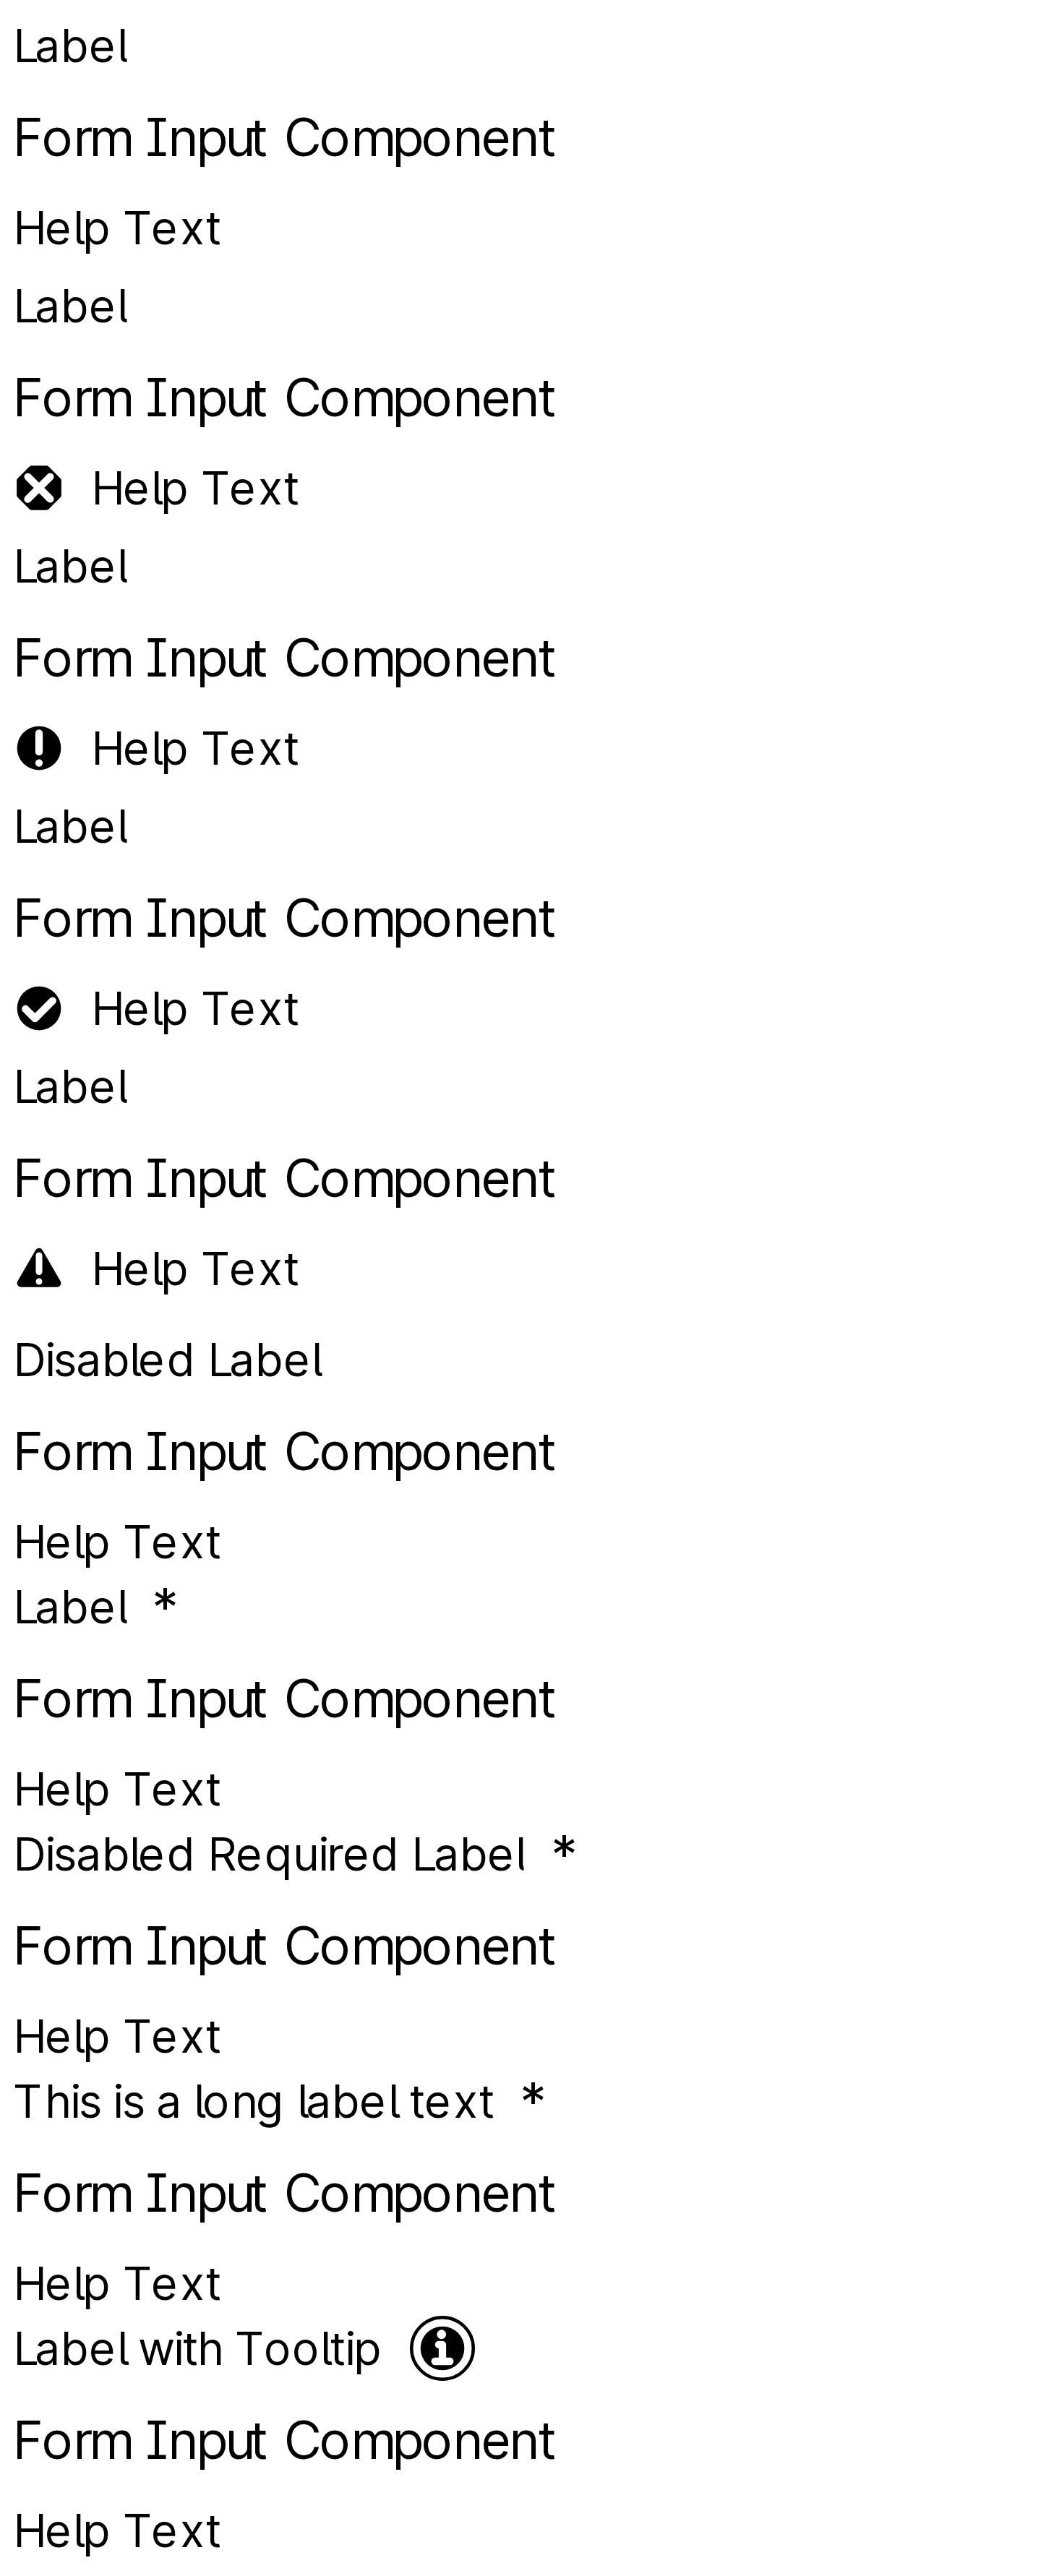 Label
Form Input Component
Help Text
Label
Form Input Component
Help Text
Label
Form Input Component
Help Text
Label
Form Input Component
Help Text
Label
Form Input Component
Help Text
Disabled Label
Form Input Component
Help Text
Label *
Form Input Component
Help Text
Disabled Required Label *
Form Input Component
Help Text
This is a long label text *
Form Input Component
Help Text
Label with Tooltip
Form Input Component
Help Text